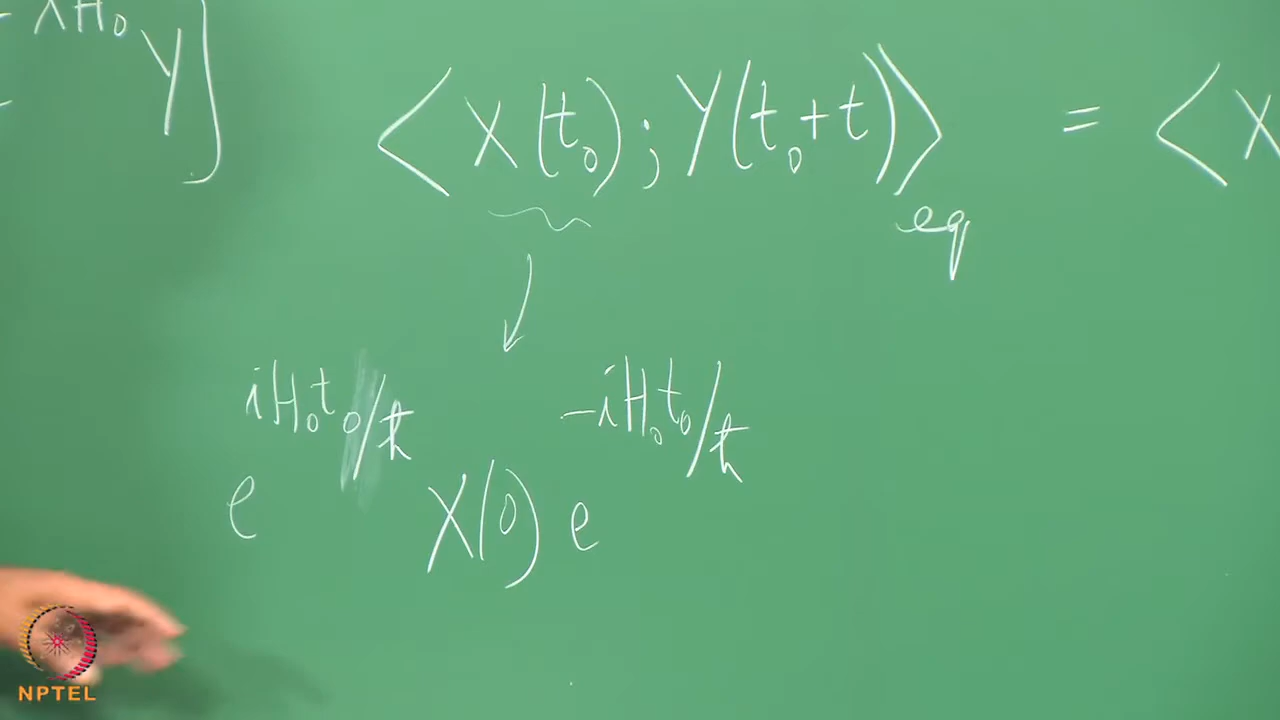 - λH₀ Y]
⟨X(t₀); Y(t₀+t)⟩eq = ⟨X
e^{iH₀t₀/ħ} X(0) e^{-iH₀t₀/ħ}
NPTEL